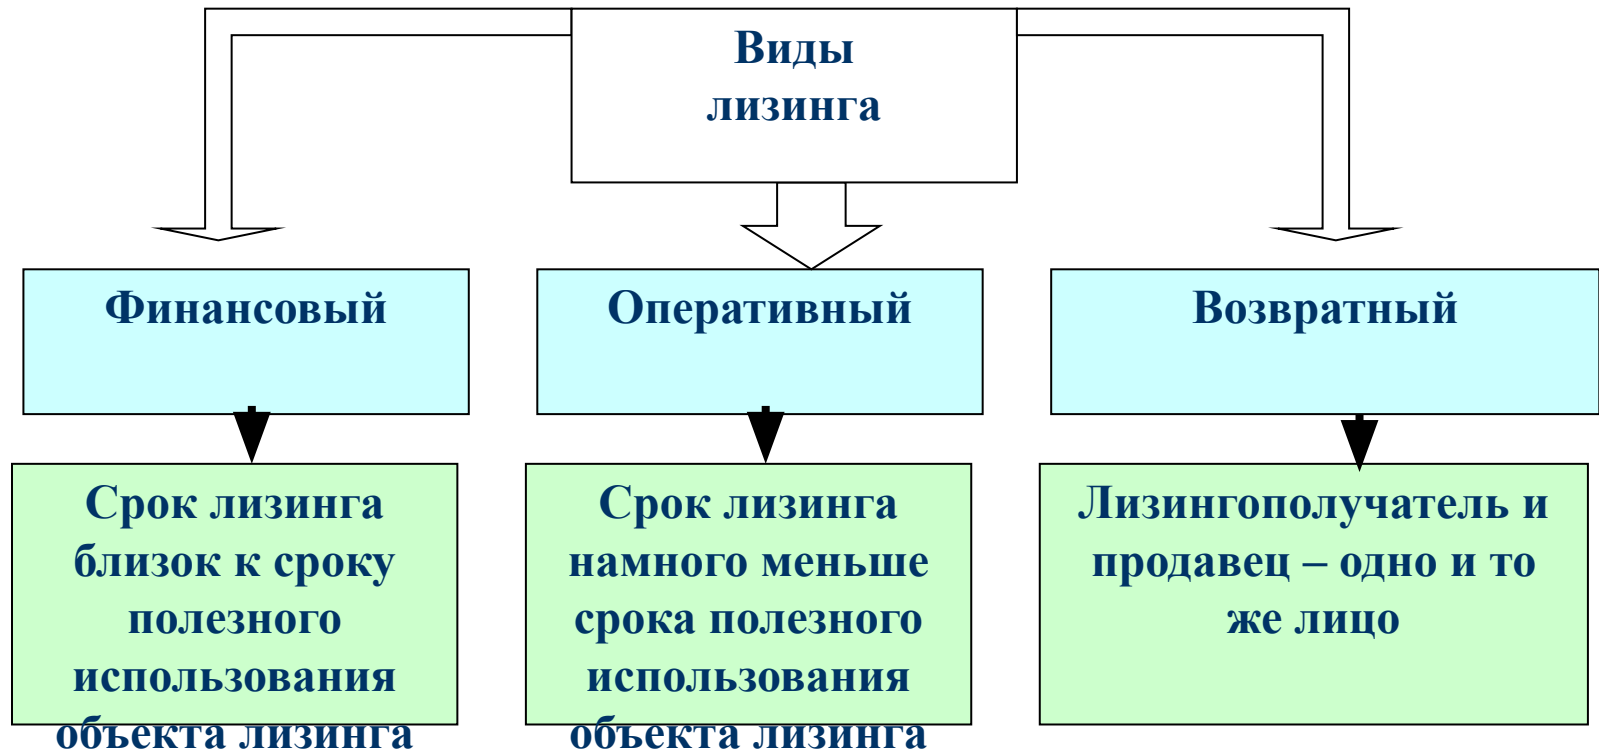 Виды
лизинга
Финансовый
Оперативный
Возвратный
Срок лизинга
близок к сроку
полезного
использования
объекта лизинга
Срок лизинга
намного меньше
срока полезного
использования
объекта лизинга
Лизингополучатель и
продавец – одно и то
же лицо